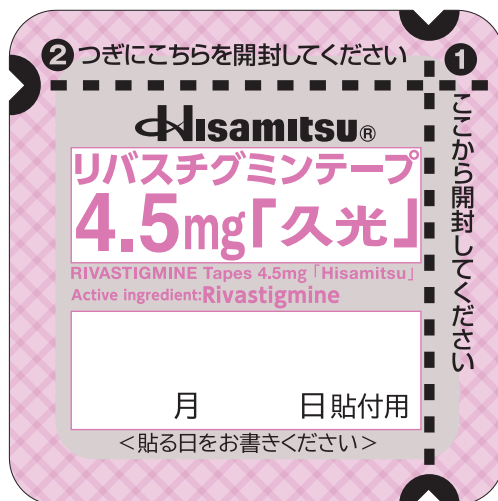 ❷つぎにこちらを開封してください
❶ここから開封してください
Hisamitsu®
リバスチグミンテープ
4.5mg「久光」
RIVASTIGMINE Tapes 4.5mg「Hisamitsu」
Active ingredient:Rivastigmine
月 日貼付用
<貼る日をお書きください>